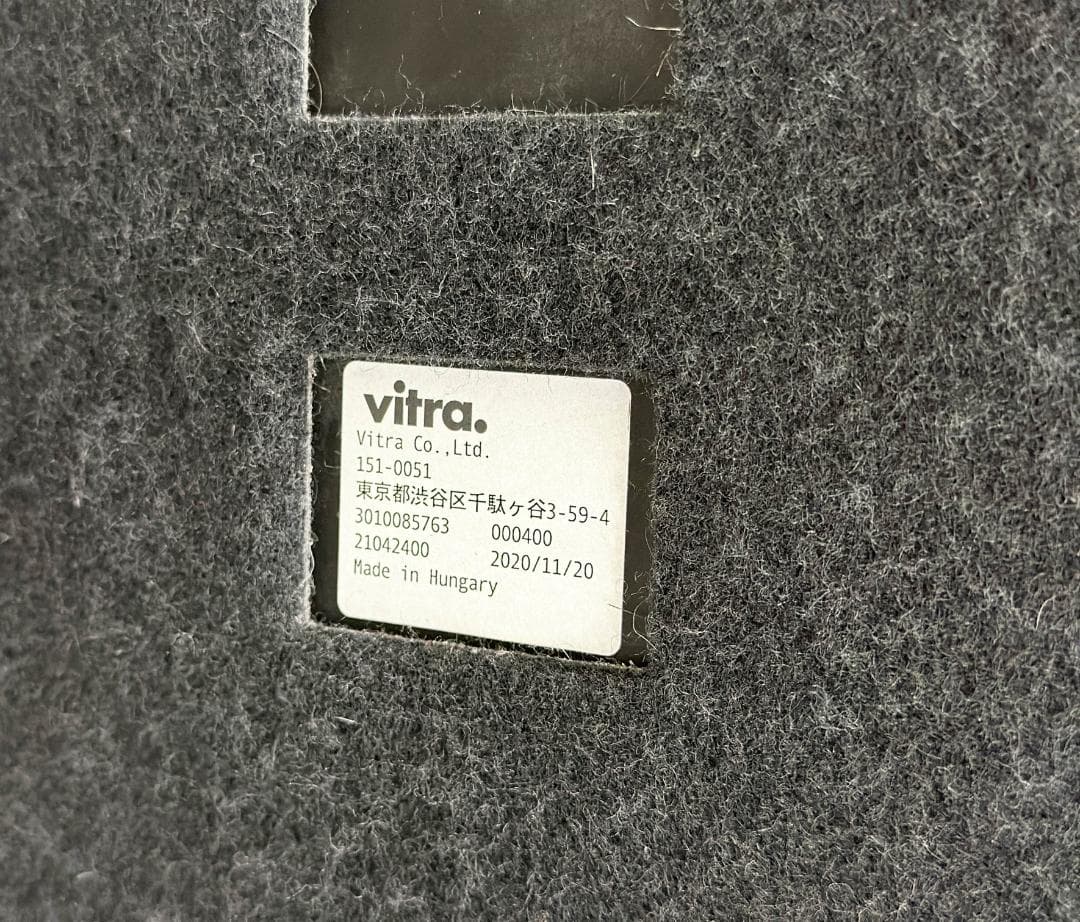 vitra.
Vitra Co.,Ltd.
151-0051
東京都渋谷区千駄ヶ谷3-59-4
3010085763 000400
21042400 2020/11/20
Made in Hungary